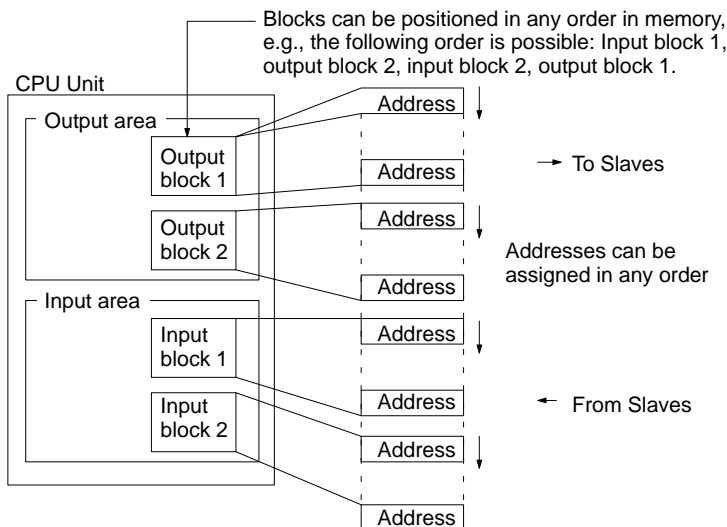 Blocks can be positioned in any order in memory,
e.g., the following order is possible: Input block 1,
output block 2, input block 2, output block 1.
CPU Unit
Output area
Output
block 1
Output
block 2
Input area
Input
block 1
Input
block 2
Address
Address
Address
Address
Address
Address
Address
Address
To Slaves
Addresses can be
assigned in any order
From Slaves